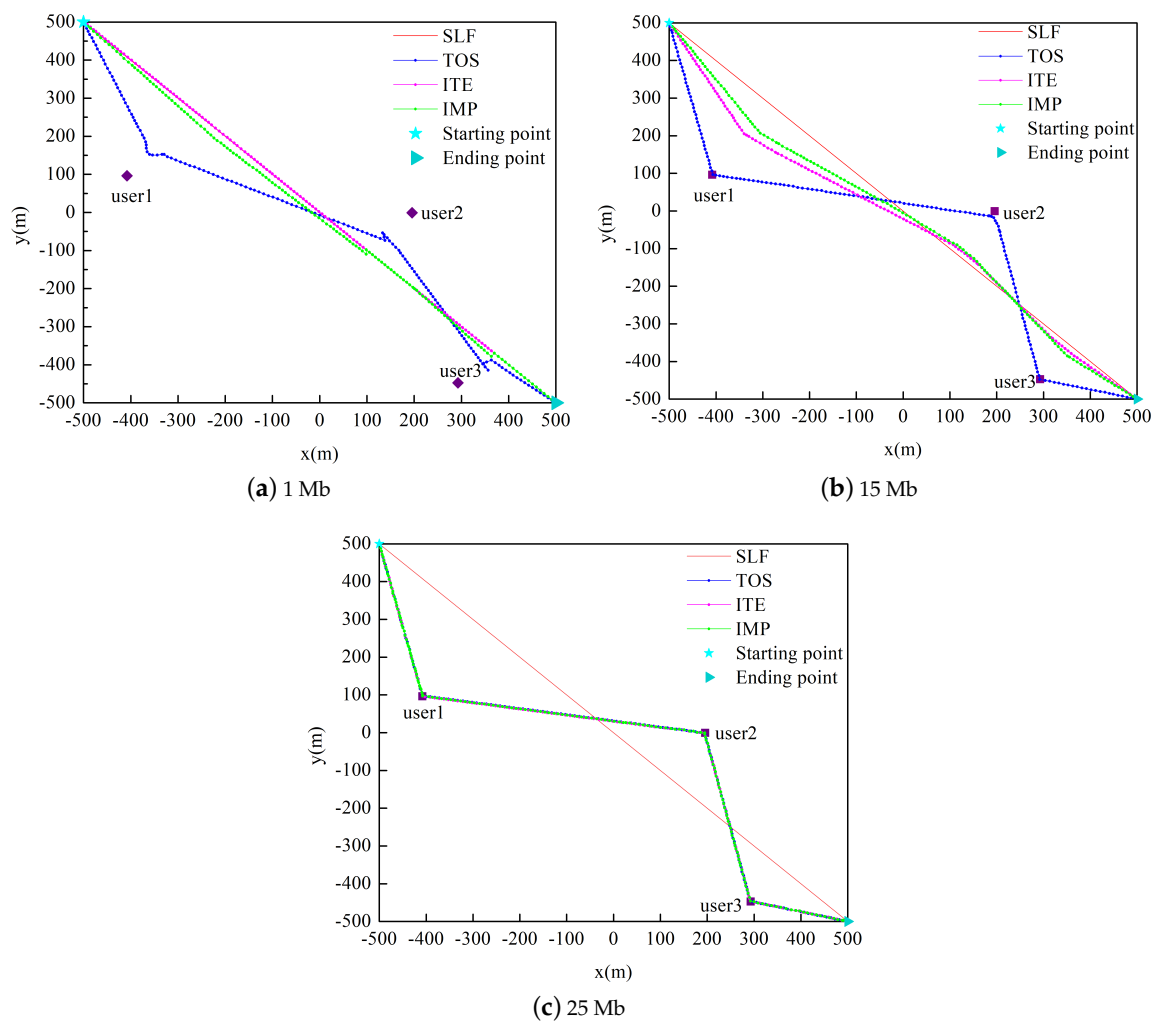 500
400
300
200
100
0
-100
-200
-300
-400
-500
y(m)
-500 -400 -300 -200 -100 0 100 200 300 400 500
x(m)
SLF
TOS
ITE
IMP
Starting point
Ending point
user1
user2
user3
(a) 1 Mb
500
400
300
200
100
0
-100
-200
-300
-400
-500
y(m)
-500 -400 -300 -200 -100 0 100 200 300 400 500
x(m)
SLF
TOS
ITE
IMP
Starting point
Ending point
user1
user2
user3
(b) 15 Mb
500
400
300
200
100
0
-100
-200
-300
-400
-500
y(m)
-500 -400 -300 -200 -100 0 100 200 300 400 500
x(m)
SLF
TOS
ITE
IMP
Starting point
Ending point
user1
user2
user3
(c) 25 Mb